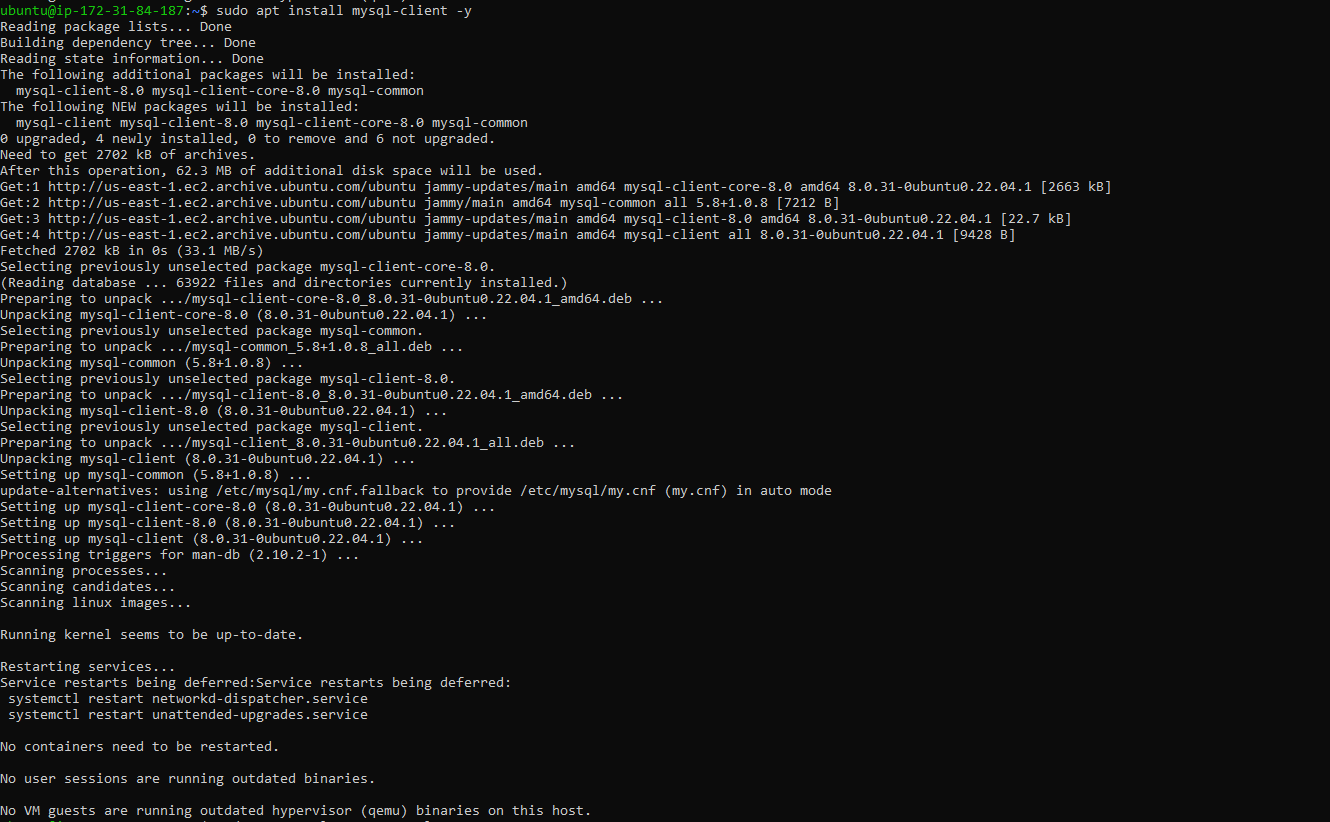 ubuntu@ip-172-31-84-187:~$ sudo apt install mysql-client -y
Reading package lists... Done
Building dependency tree... Done
Reading state information... Done
The following additional packages will be installed:
  mysql-client-8.0 mysql-client-core-8.0 mysql-common
The following NEW packages will be installed:
  mysql-client mysql-client-8.0 mysql-client-core-8.0 mysql-common
0 upgraded, 4 newly installed, 0 to remove and 6 not upgraded.
Need to get 2702 kB of archives.
After this operation, 62.3 MB of additional disk space will be used.
Get:1 http://us-east-1.ec2.archive.ubuntu.com/ubuntu jammy-updates/main amd64 mysql-client-core-8.0 amd64 8.0.31-0ubuntu0.22.04.1 [2663 kB]
Get:2 http://us-east-1.ec2.archive.ubuntu.com/ubuntu jammy/main amd64 mysql-common all 5.8+1.0.8 [7212 B]
Get:3 http://us-east-1.ec2.archive.ubuntu.com/ubuntu jammy-updates/main amd64 mysql-client-8.0 amd64 8.0.31-0ubuntu0.22.04.1 [22.7 kB]
Get:4 http://us-east-1.ec2.archive.ubuntu.com/ubuntu jammy-updates/main amd64 mysql-client all 8.0.31-0ubuntu0.22.04.1 [9428 B]
Fetched 2702 kB in 0s (33.1 MB/s)
Selecting previously unselected package mysql-client-core-8.0.
(Reading database ... 63922 files and directories currently installed.)
Preparing to unpack .../mysql-client-core-8.0_8.0.31-0ubuntu0.22.04.1_amd64.deb ...
Unpacking mysql-client-core-8.0 (8.0.31-0ubuntu0.22.04.1) ...
Selecting previously unselected package mysql-common.
Preparing to unpack .../mysql-common_5.8+1.0.8_all.deb ...
Unpacking mysql-common (5.8+1.0.8) ...
Selecting previously unselected package mysql-client-8.0.
Preparing to unpack .../mysql-client-8.0_8.0.31-0ubuntu0.22.04.1_amd64.deb ...
Unpacking mysql-client-8.0 (8.0.31-0ubuntu0.22.04.1) ...
Selecting previously unselected package mysql-client.
Preparing to unpack .../mysql-client_8.0.31-0ubuntu0.22.04.1_all.deb ...
Unpacking mysql-client (8.0.31-0ubuntu0.22.04.1) ...
Setting up mysql-common (5.8+1.0.8) ...
update-alternatives: using /etc/mysql/my.cnf.fallback to provide /etc/mysql/my.cnf (my.cnf) in auto mode
Setting up mysql-client-core-8.0 (8.0.31-0ubuntu0.22.04.1) ...
Setting up mysql-client-8.0 (8.0.31-0ubuntu0.22.04.1) ...
Setting up mysql-client (8.0.31-0ubuntu0.22.04.1) ...
Processing triggers for man-db (2.10.2-1) ...
Scanning processes...
Scanning candidates...
Scanning linux images...

Running kernel seems to be up-to-date.

Restarting services...
Service restarts being deferred:Service restarts being deferred:
 systemctl restart networkd-dispatcher.service
 systemctl restart unattended-upgrades.service

No containers need to be restarted.

No user sessions are running outdated binaries.

No VM guests are running outdated hypervisor (qemu) binaries on this host.